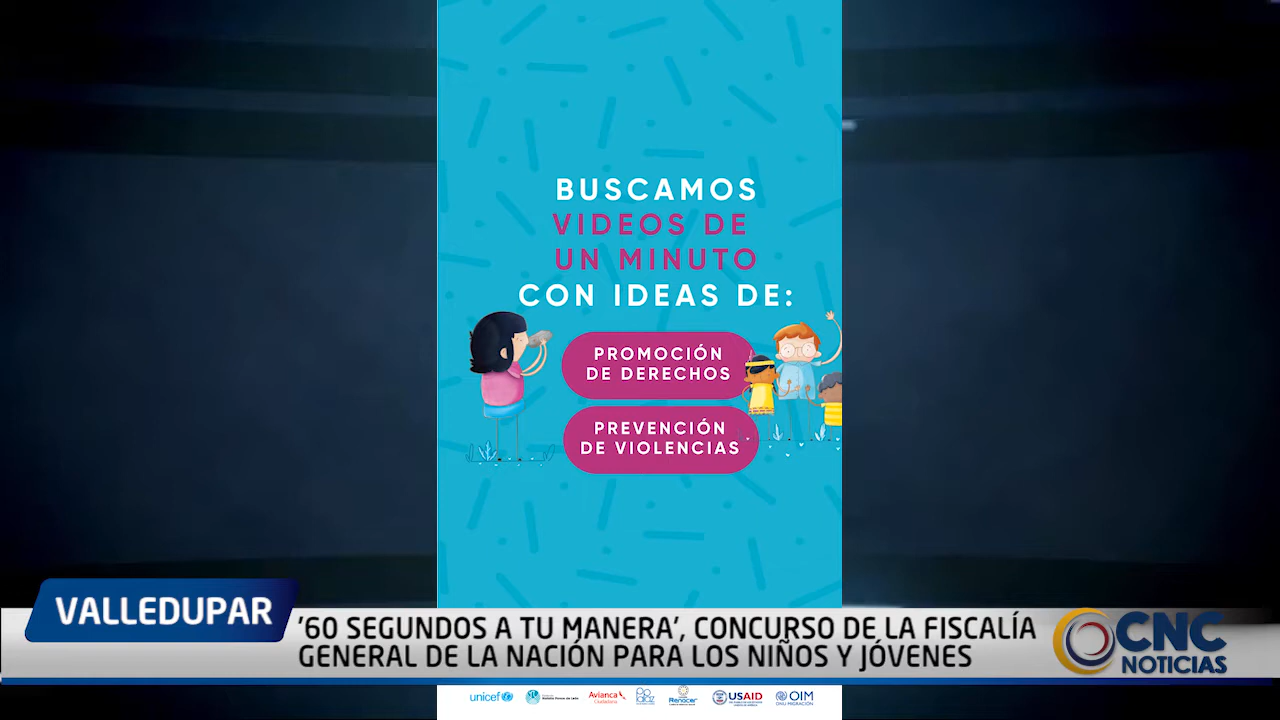 BUSCAMOS
VIDEOS DE
UN MINUTO
CON IDEAS DE:
PROMOCIÓN
DE DERECHOS
PREVENCIÓN
DE VIOLENCIAS
VALLEDUPAR
'60 SEGUNDOS A TU MANERA', CONCURSO DE LA FISCALÍA
GENERAL DE LA NACIÓN PARA LOS NIÑOS Y JÓVENES
CNC
NOTICIAS
unicef
Avianca
Renacer
USAID
OIM
ONU MIGRACIÓN